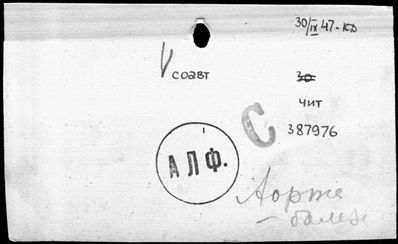 30/IX 47-КД
V соавт
30
чит
387976
С
АЛФ.